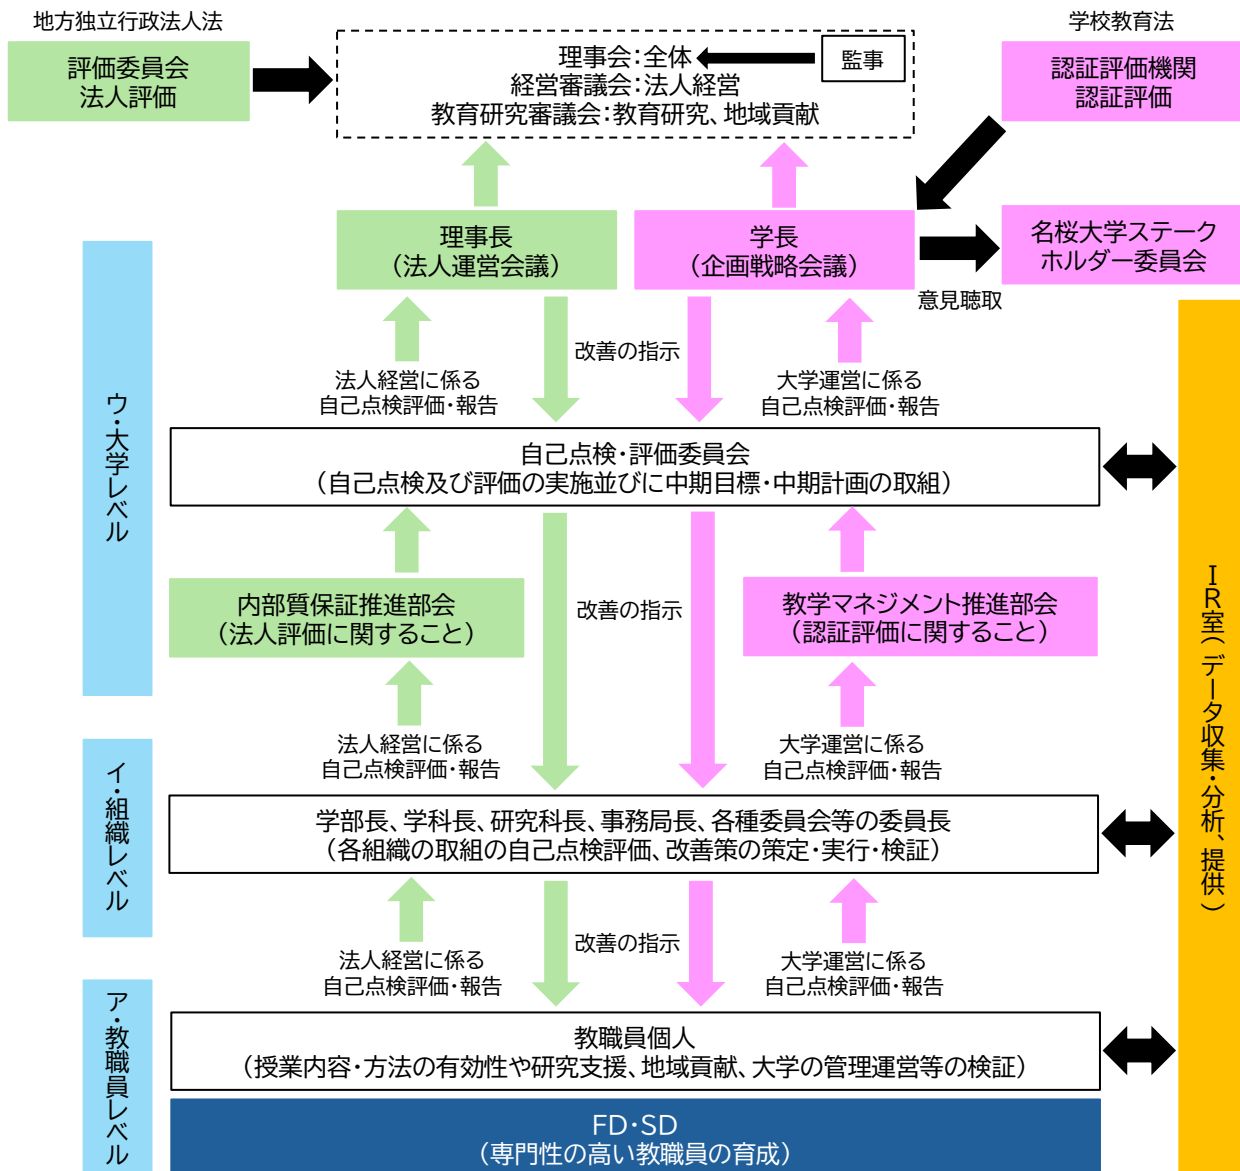 地方独立行政法人法
学校教育法
評価委員会
法人評価
理事会：全体
監事
経営審議会：法人経営
教育研究審議会：教育研究、地域貢献
認証評価機関
認証評価
理事長
（法人運営会議）
学長
（企画戦略会議）
名桜大学ステーク
ホルダー委員会
意見聴取
ウ・大学レベル
法人経営に係る
自己点検評価・報告
改善の指示
大学運営に係る
自己点検評価・報告
自己点検・評価委員会
（自己点検及び評価の実施並びに中期目標・中期計画の取組）
内部質保証推進部会
（法人評価に関すること）
改善の指示
教学マネジメント推進部会
（認証評価に関すること）
ＩＲ室（データ収集・分析、提供）
法人経営に係る
自己点検評価・報告
大学運営に係る
自己点検評価・報告
イ・組織レベル
学部長、学科長、研究科長、事務局長、各種委員会等の委員長
（各組織の取組の自己点検評価、改善策の策定・実行・検証）
法人経営に係る
自己点検評価・報告
改善の指示
大学運営に係る
自己点検評価・報告
ア・教職員レベル
教職員個人
（授業内容・方法の有効性や研究支援、地域貢献、大学の管理運営等の検証）
FD・SD
（専門性の高い教職員の育成）